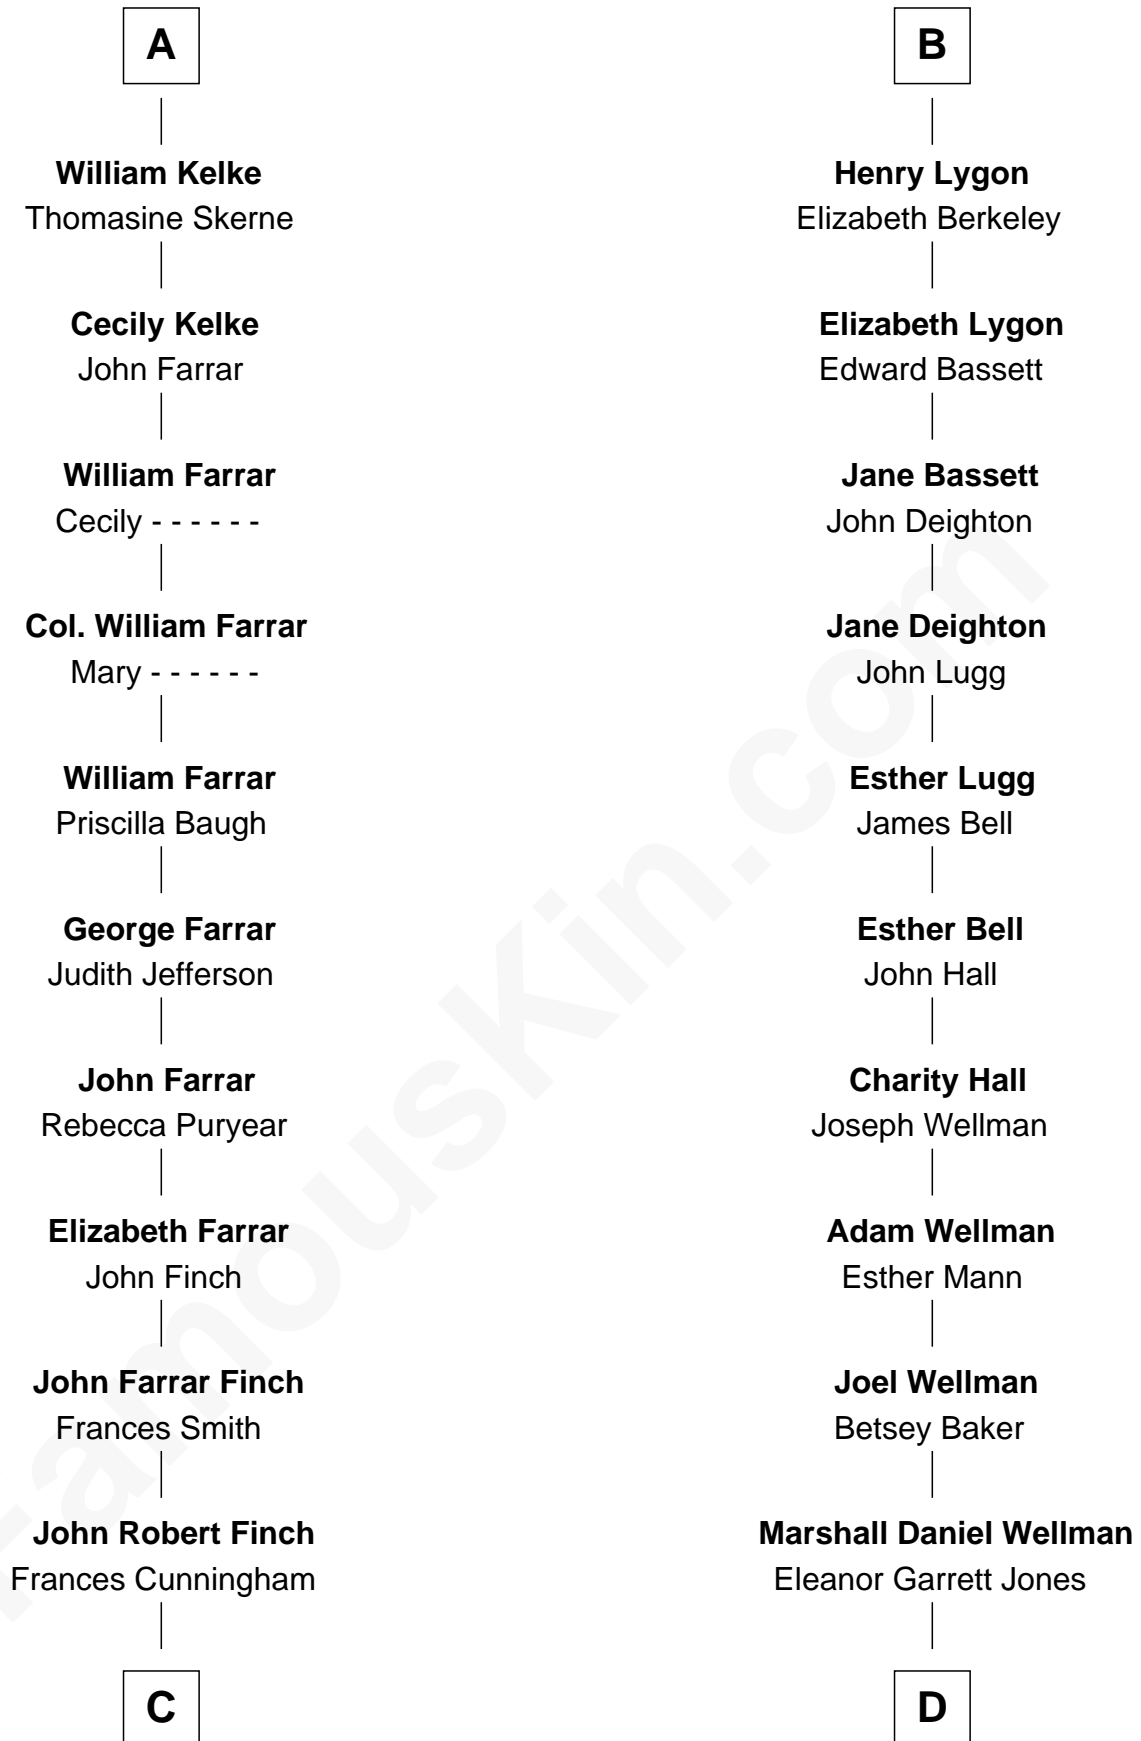 A
William Kelke
Thomasine Skerne
Cecily Kelke
John Farrar
William Farrar
Cecily - - - - - -
Col. William Farrar
Mary - - - - - -
William Farrar
Priscilla Baugh
George Farrar
Judith Jefferson
John Farrar
Rebecca Puryear
Elizabeth Farrar
John Finch
John Farrar Finch
Frances Smith
John Robert Finch
Frances Cunningham
C
B
Henry Lygon
Elizabeth Berkeley
Elizabeth Lygon
Edward Bassett
Jane Bassett
John Deighton
Jane Deighton
John Lugg
Esther Lugg
James Bell
Esther Bell
John Hall
Charity Hall
Joseph Wellman
Adam Wellman
Esther Mann
Joel Wellman
Betsey Baker
Marshall Daniel Wellman
Eleanor Garrett Jones
D
FamousKin.com